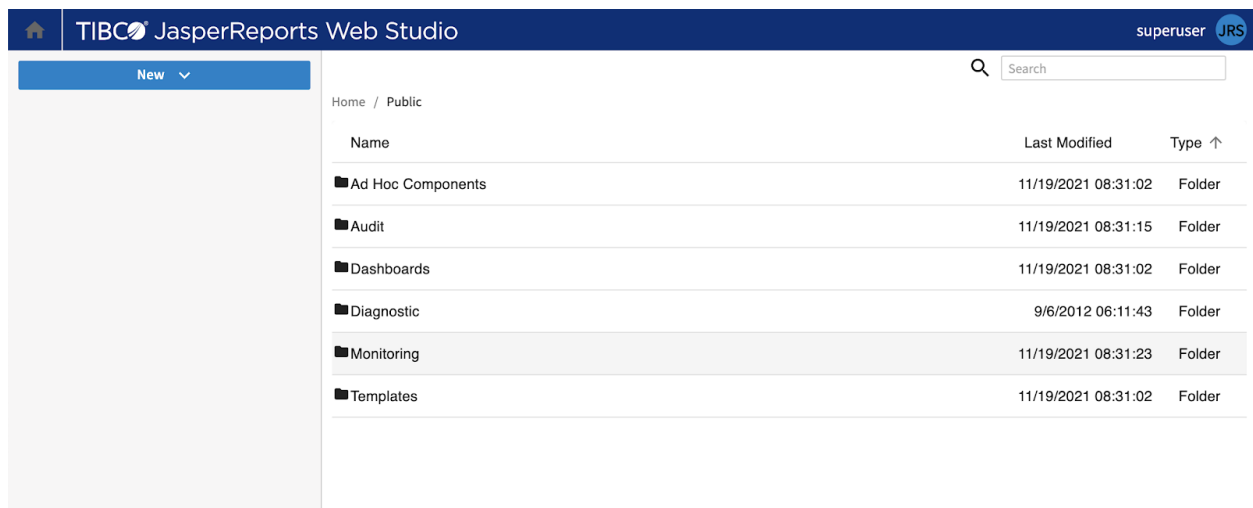 TIBCO® JasperReports Web Studio superuser JRS
New
Search
Home / Public
Name Last Modified Type
Ad Hoc Components 11/19/2021 08:31:02 Folder
Audit 11/19/2021 08:31:15 Folder
Dashboards 11/19/2021 08:31:02 Folder
Diagnostic 9/6/2012 06:11:43 Folder
Monitoring 11/19/2021 08:31:23 Folder
Templates 11/19/2021 08:31:02 Folder